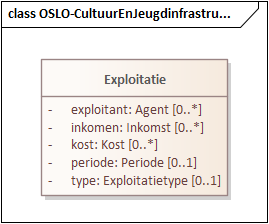 class OSLO-CultuurEnJeugdinfrastru...
Exploitatie
- exploitant: Agent [0..*]
- inkomen: Inkomst [0..*]
- kost: Kost [0..*]
- periode: Periode [0..1]
- type: Exploitatietype [0..1]